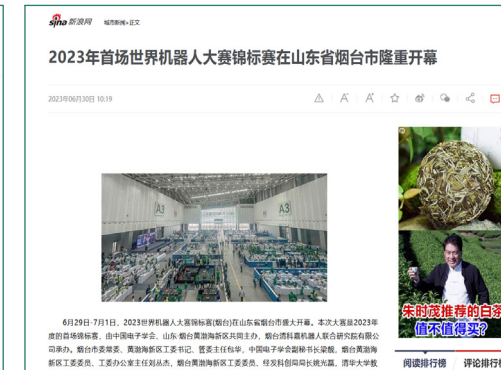 sina 新浪网 城市新闻>正文
2023年首场世界机器人大赛锦标赛在山东省烟台市隆重开幕
2023年06月30日 10:19
A3
A3
6月29日-7月1日，2023世界机器人大赛锦标赛(烟台)在山东省烟台市盛大开幕。本次大赛是2023年
度的首场锦标赛，由中国电子学会、山东·烟台黄渤海新区共同主办，烟台清科嘉机器人联合研究院有限公
司承办。烟台市委常委、黄渤海新区工委书记、管委主任包华，中国电子学会副秘书长梁靓，烟台黄渤海
新区工委委员、工委办公室主任刘丛杰，烟台黄渤海新区工委委员、经发科创局局长姚光磊，清华大学教
朱时茂推荐的白茶
值不值得买?
阅读排行榜 评论排行榜